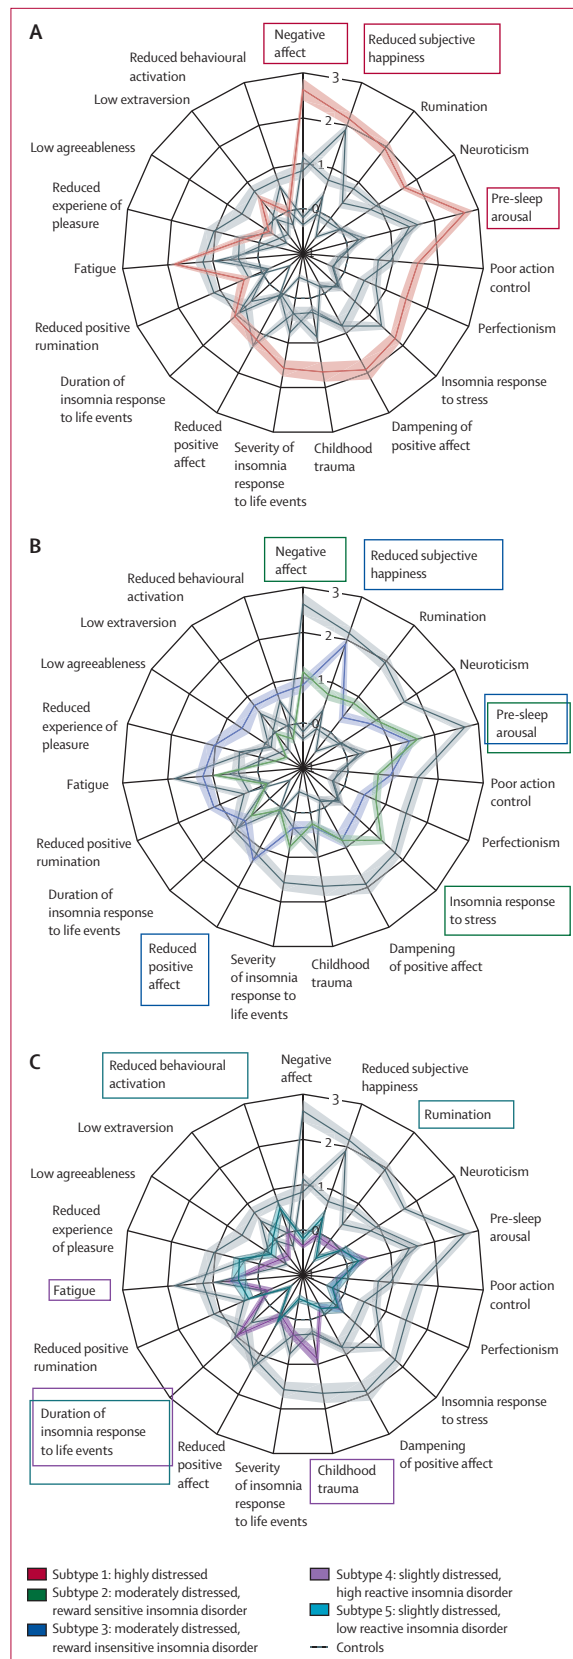 A
Negative
affect
Reduced subjective
happiness
Reduced behavioural
activation
Low extraversion
Rumination
Low agreeableness
Neuroticism
Reduced
experiene of
pleasure
Pre-sleep
arousal
Fatigue
Poor action
control
Reduced positive
rumination
Perfectionism
Duration of
insomnia response
to life events
Insomnia response
to stress
Reduced
positive
affect
Severity of
insomnia
response
to life events
Childhood
trauma
Dampening of
positive affect
3
2
1
0
B
Negative
affect
Reduced subjective
happiness
Reduced behavioural
activation
Low extraversion
Rumination
Low agreeableness
Neuroticism
Reduced
experience of
pleasure
Pre-sleep
arousal
Fatigue
Poor action
control
Reduced positive
rumination
Perfectionism
Duration of
insomnia response
to life events
Insomnia response
to stress
Reduced
positive
affect
Severity
of insomnia
response to
life events
Childhood
trauma
Dampening
of positive affect
3
2
1
0
C
Negative
affect
Reduced subjective
happiness
Reduced behavioural
activation
Low extraversion
Rumination
Low agreeableness
Neuroticism
Reduced
experience
of pleasure
Pre-sleep
arousal
Fatigue
Poor action
control
Reduced positive
rumination
Perfectionism
Duration of
insomnia response
to life events
Insomnia response
to stress
Reduced
positive
affect
Severity
of insomnia
response
to life events
Childhood
trauma
Dampening
of positive affect
3
2
1
0
Subtype 1: highly distressed
Subtype 2: moderately distressed,
reward sensitive insomnia disorder
Subtype 3: moderately distressed,
reward insensitive insomnia disorder
Subtype 4: slightly distressed,
high reactive insomnia disorder
Subtype 5: slightly distressed,
low reactive insomnia disorder
Controls